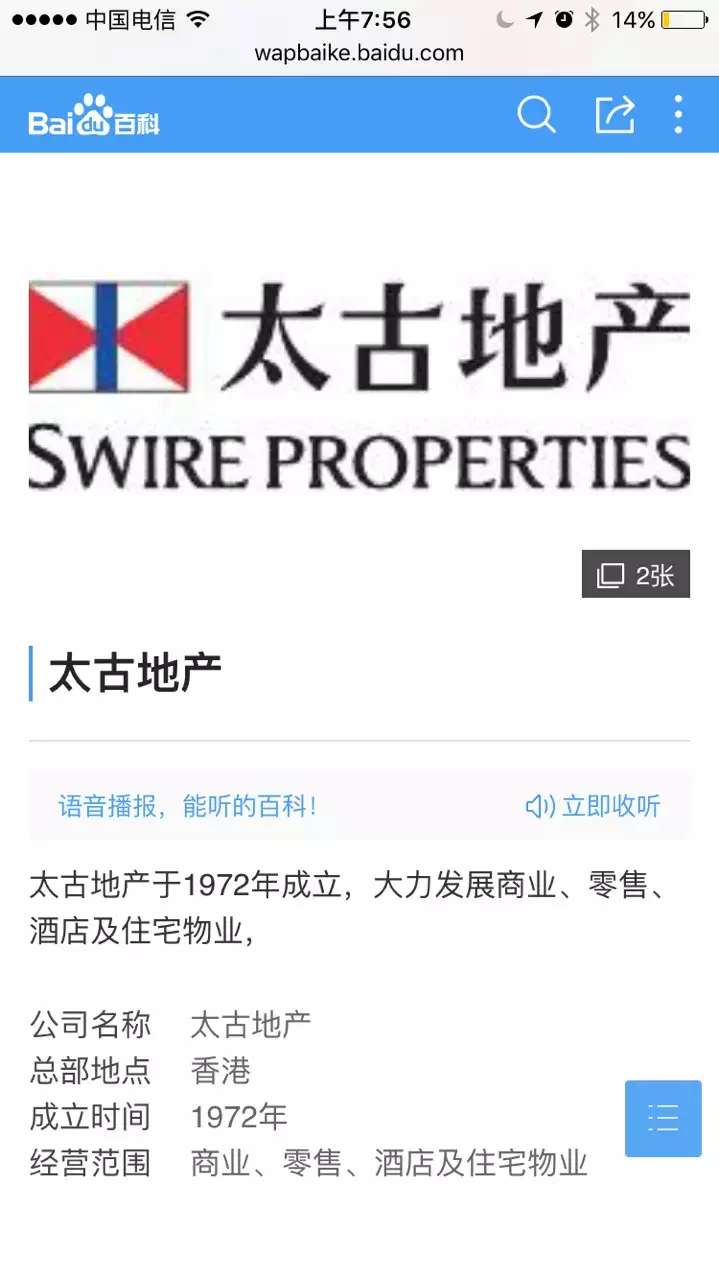 中国电信 上午7:56 14%
wapbaike.baidu.com
Bai du 百科
太古地产
SWIRE PROPERTIES
2张
太古地产
语音播报，能听的百科！ 立即收听
太古地产于1972年成立，大力发展商业、零售、
酒店及住宅物业，
公司名称 太古地产
总部地点 香港
成立时间 1972年
经营范围 商业、零售、酒店及住宅物业